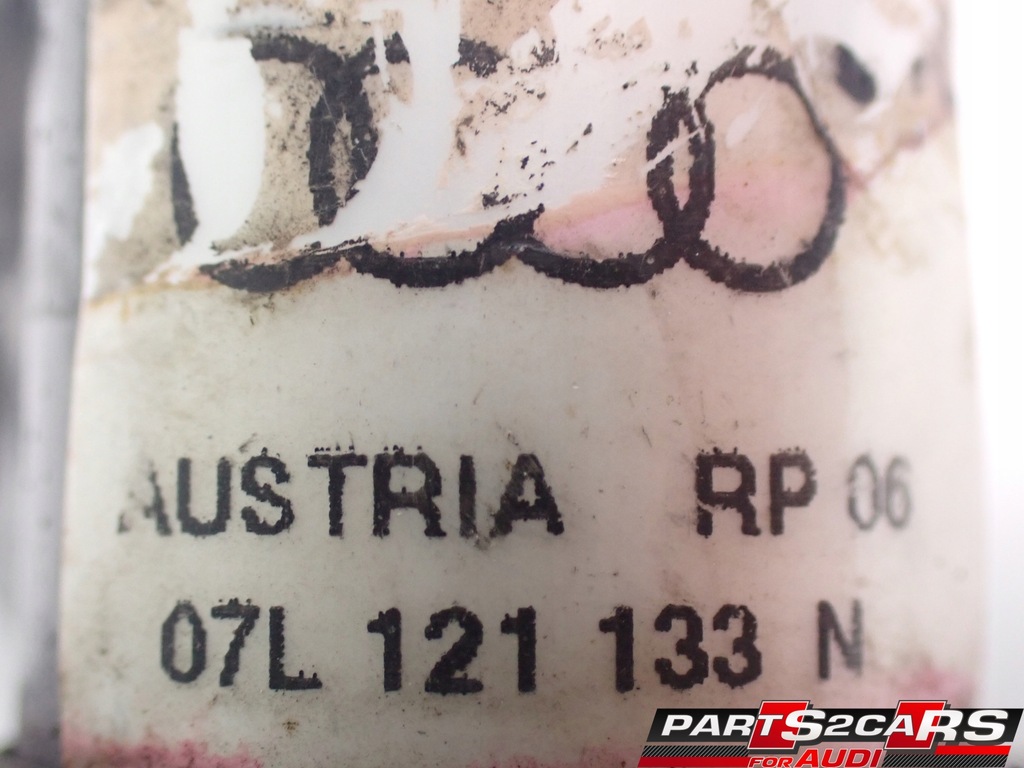 AUSTRIA RP 06
07L 121 133 N
PARTS2CARS
FOR AUDI